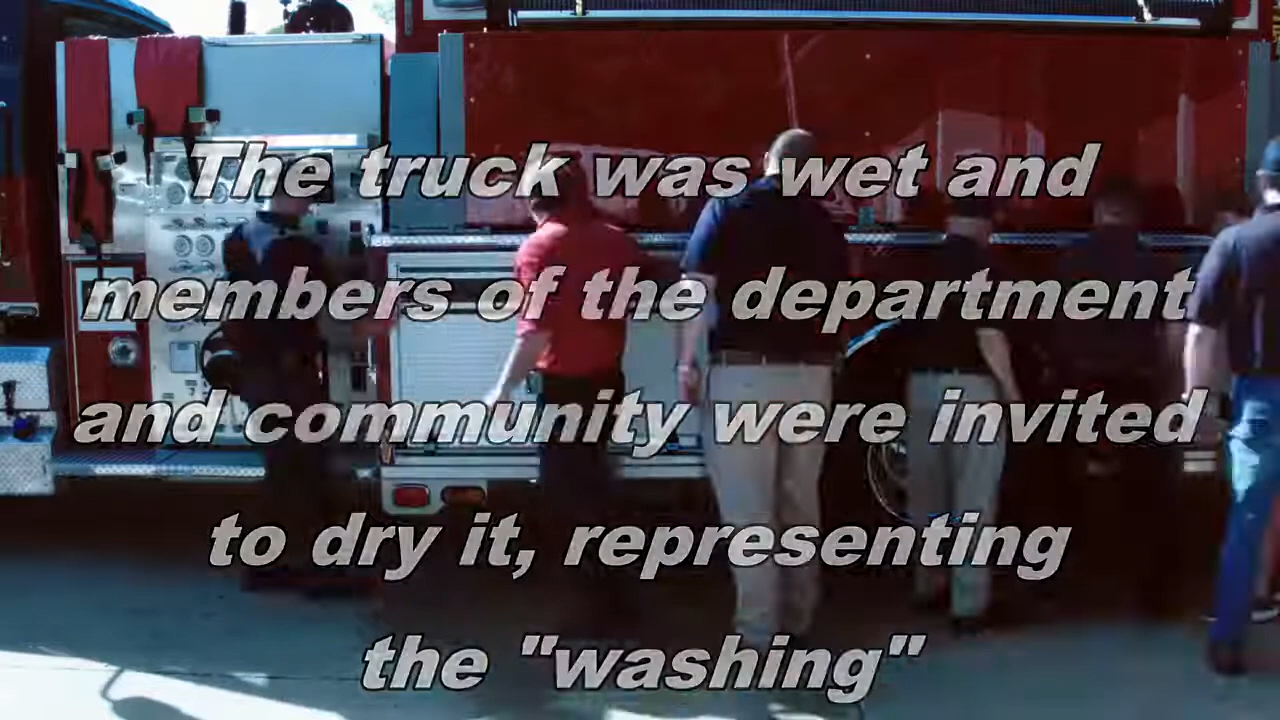 The truck was wet and
members of the department
and community were invited
to dry it, representing
the "washing"